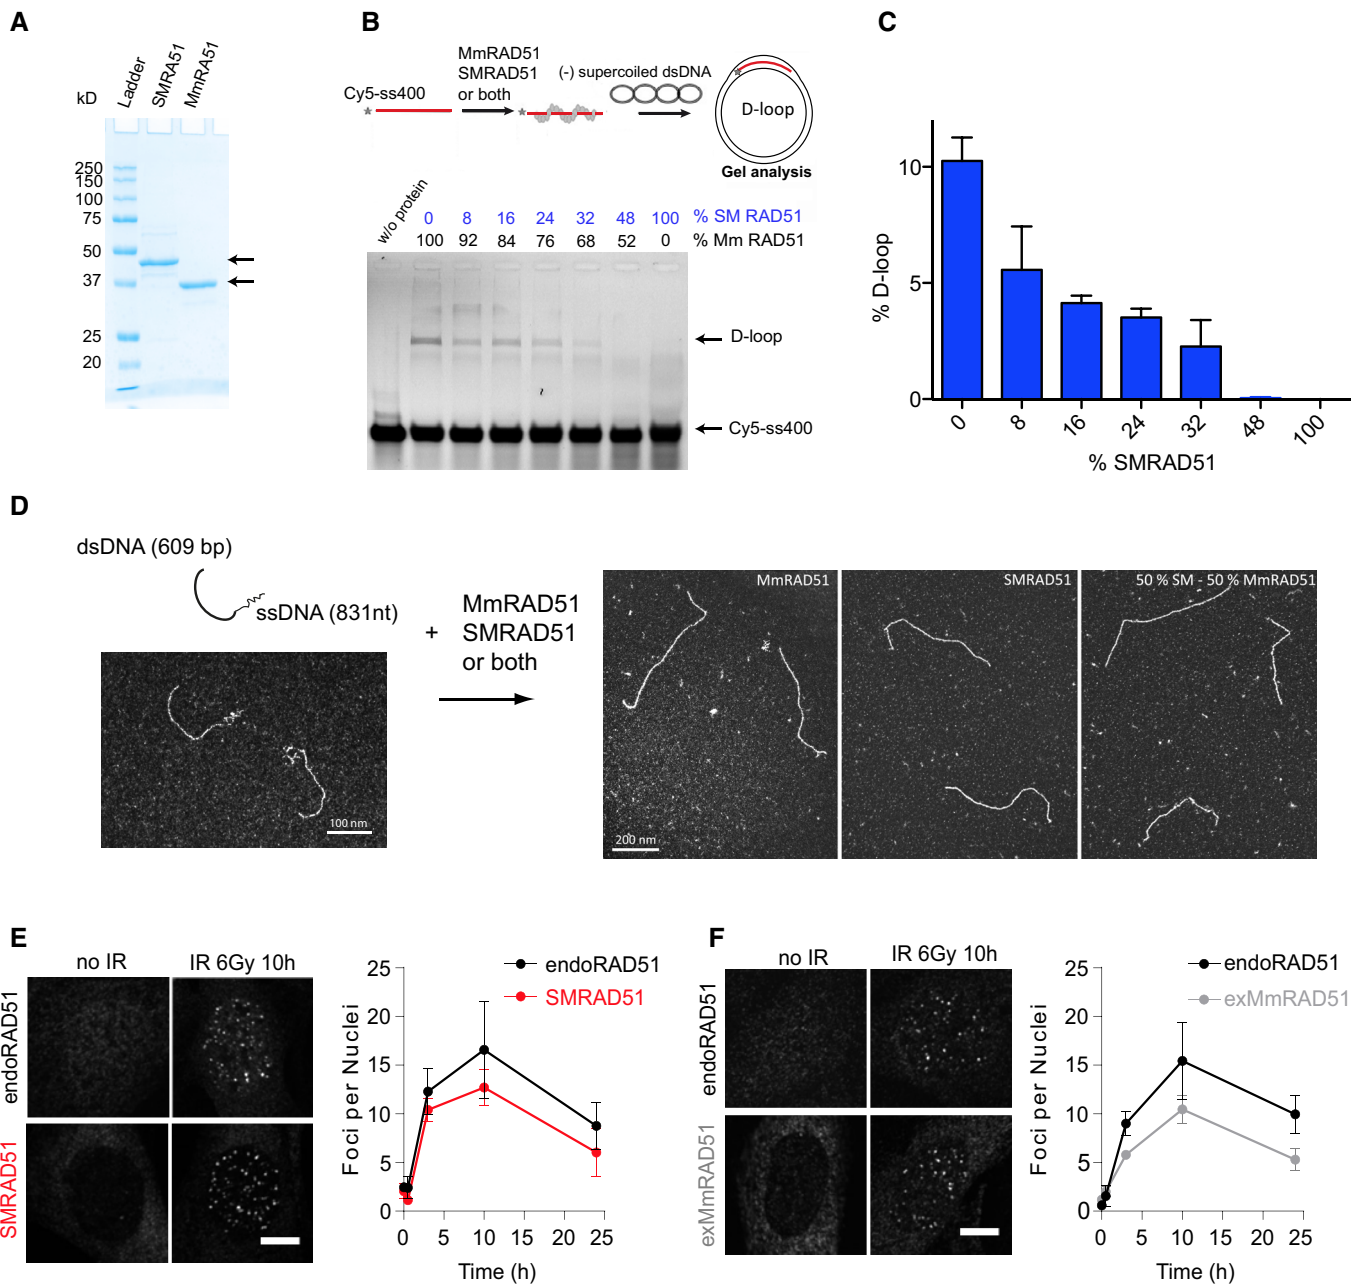 A
kD
Ladder
SMRA51
MmRA51
250
150
100
75
50
37
25
20
B
Cy5-ss400
MmRAD51
SMRAD51
or both
(-) supercoiled dsDNA
D-loop
Gel analysis
w/o protein
0 8 16 24 32 48 100 % SM RAD51
100 92 84 76 68 52 0 % Mm RAD51
D-loop
Cy5-ss400
C
% D-loop
10
5
0
0 8 16 24 32 48 100
% SMRAD51
D
dsDNA (609 bp)
ssDNA (831nt)
100 nm
+
MmRAD51
SMRAD51
or both
MmRAD51
200 nm
SMRAD51
50 % SM - 50 % MmRAD51
E
no IR
IR 6Gy 10h
endoRAD51
SMRAD51
endoRAD51
SMRAD51
Foci per Nuclei
25
20
15
10
5
0
0 5 10 15 20 25
Time (h)
F
no IR
IR 6Gy 10h
endoRAD51
exMmRAD51
endoRAD51
exMmRAD51
Foci per Nuclei
25
20
15
10
5
0
0 5 10 15 20 25
Time (h)